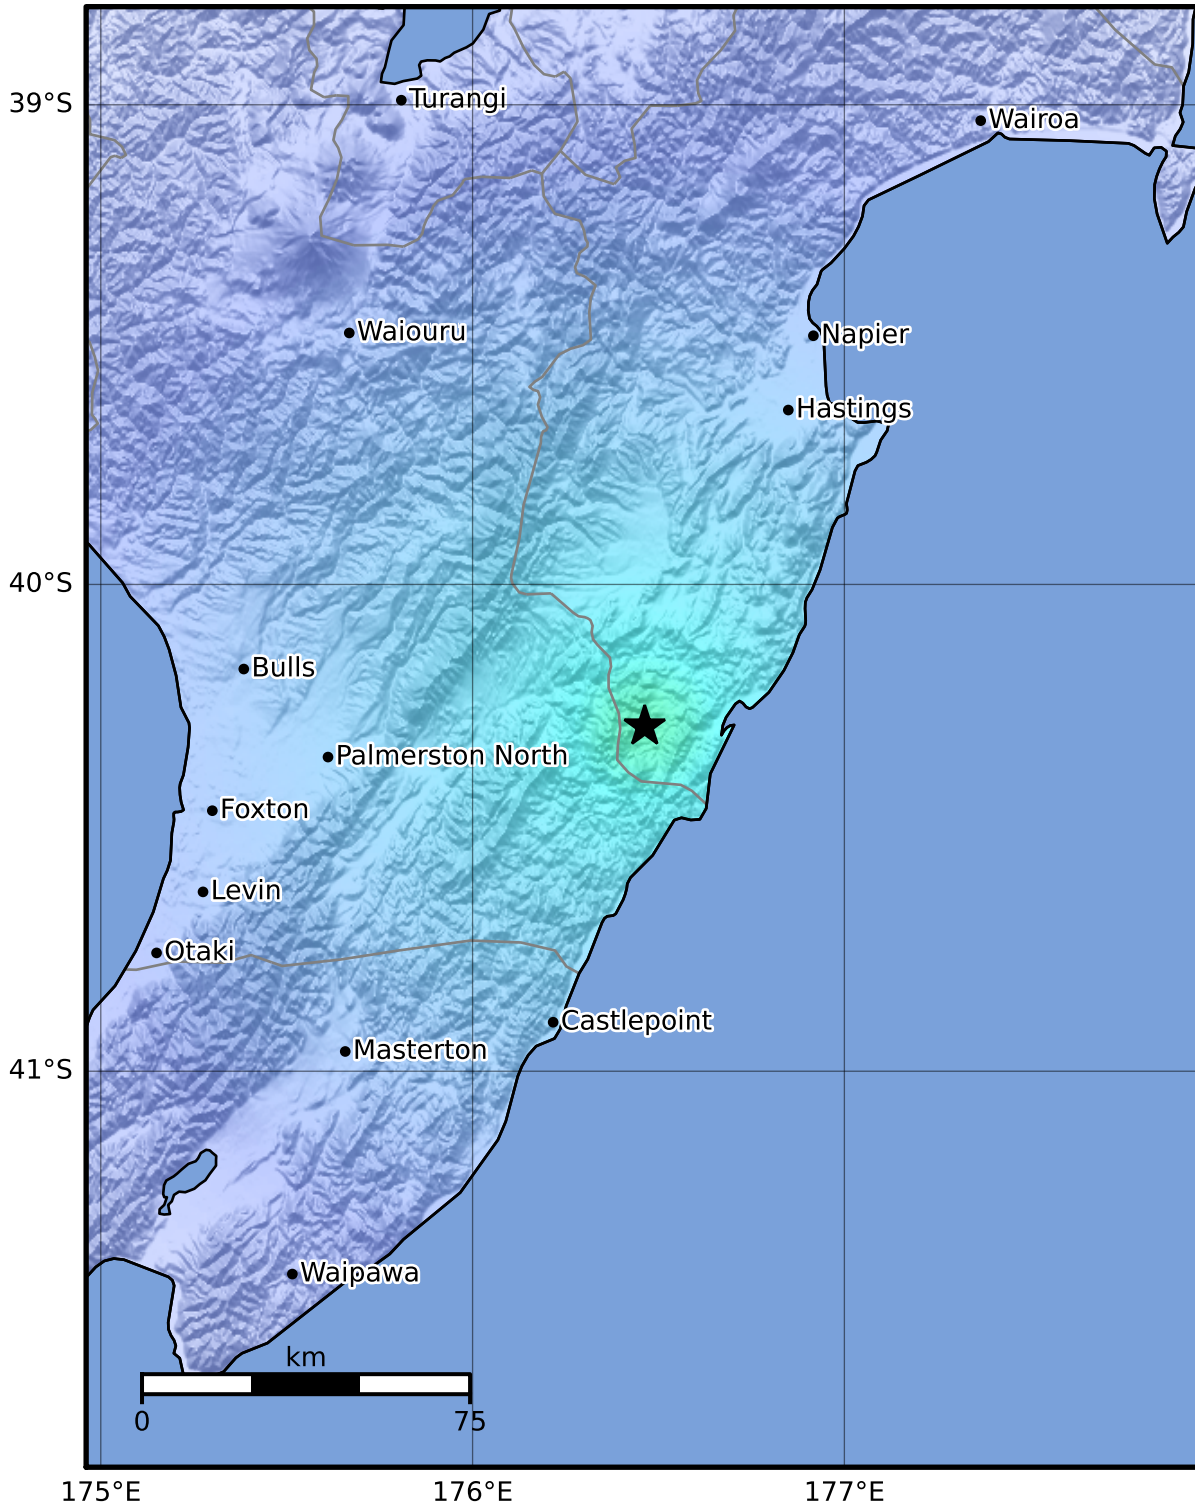 39°S
Turangi
Wairoa
Waiouru
Napier
Hastings
40°S
Bulls
Palmerston North
Foxton
Levin
Otaki
Castlepoint
Masterton
41°S
Waipawa
km
0 75
175°E 176°E 177°E